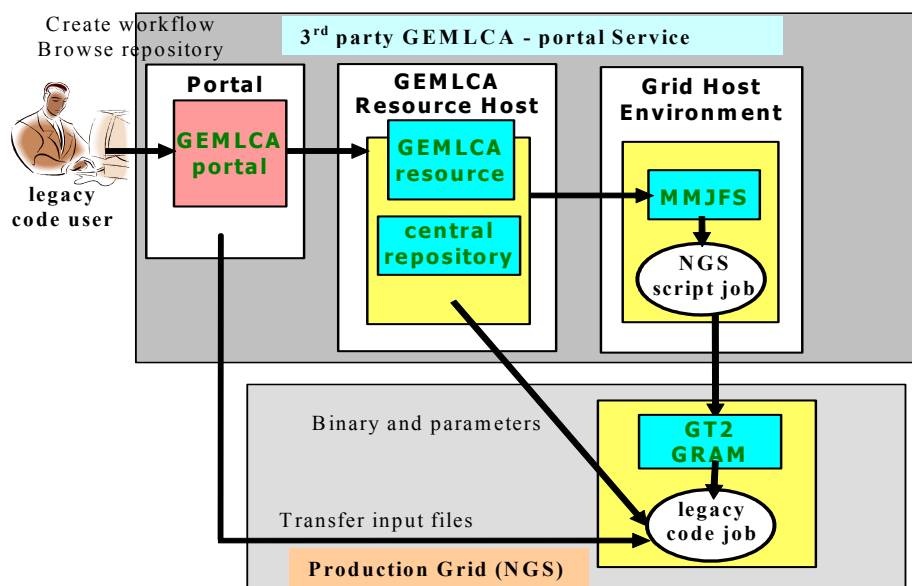 Create workflow
Browse repository
3rd party GEMLCA - portal Service
Portal
GEMLCA
portal
legacy
code user
GEMLCA
Resource Host
GEMLCA
resource
central
repository
Grid Host
Environment
MMJFS
NGS
script job
Binary and parameters
GT2
GRAM
legacy
code job
Transfer input files
Production Grid (NGS)